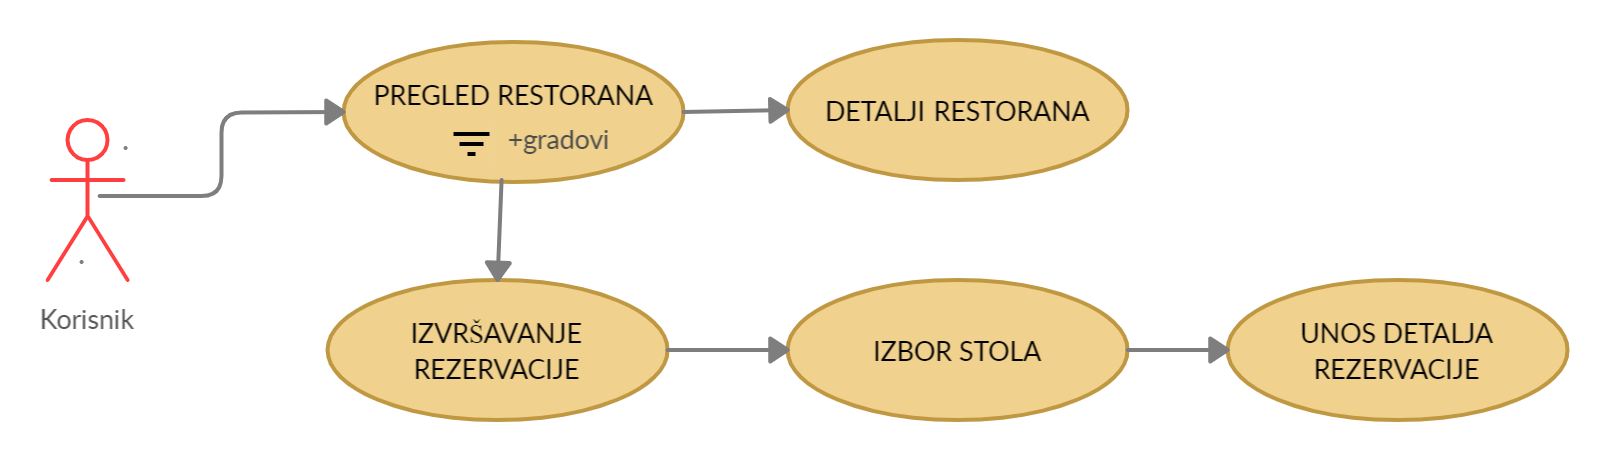 PREGLED RESTORANA
+gradovi
DETALJI RESTORANA
Korisnik
IZVRŠAVANJE
REZERVACIJE
IZBOR STOLA
UNOS DETALJA
REZERVACIJE